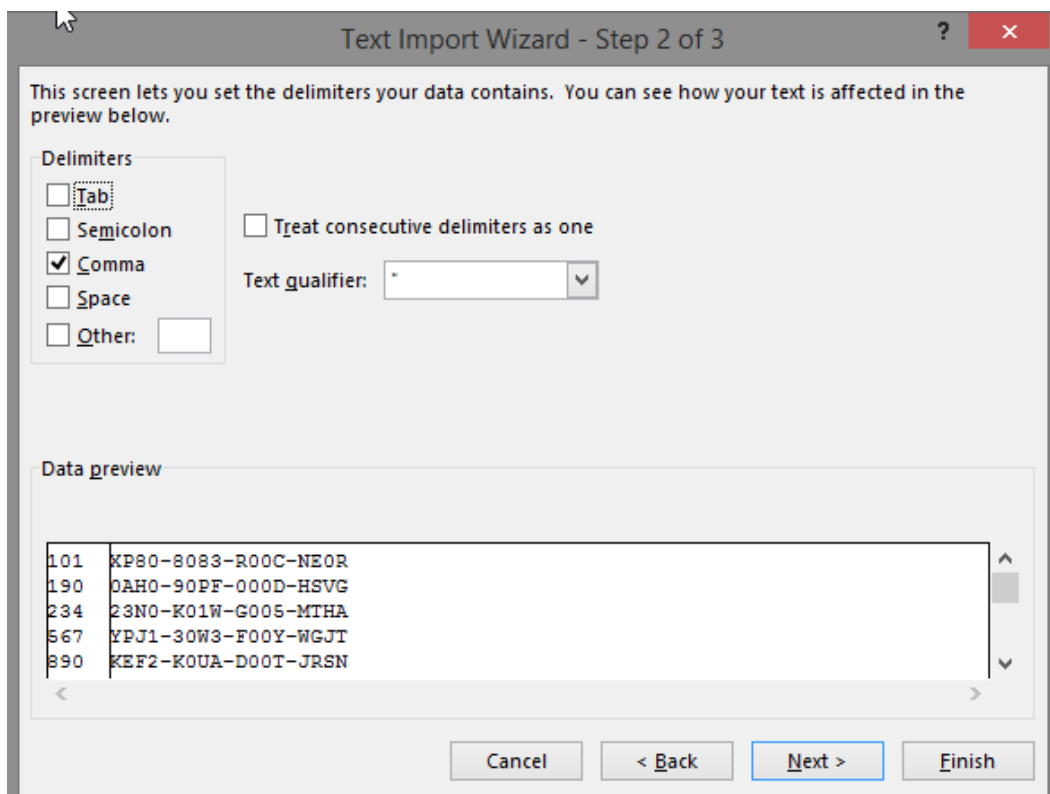 Text Import Wizard - Step 2 of 3
?
This screen lets you set the delimiters your data contains. You can see how your text is affected in the
preview below.
Delimiters
Tab
Semicolon
Comma
Space
Other:
Treat consecutive delimiters as one
Text qualifier: "
Data preview
101 XP80-8083-R00C-NE0R
190 0AH0-90PF-000D-HSVG
234 23N0-K01W-G005-MTHA
567 YPJ1-30W3-F00Y-WGJT
890 KEF2-K0UA-D00T-JRSN
Cancel
< Back
Next >
Finish